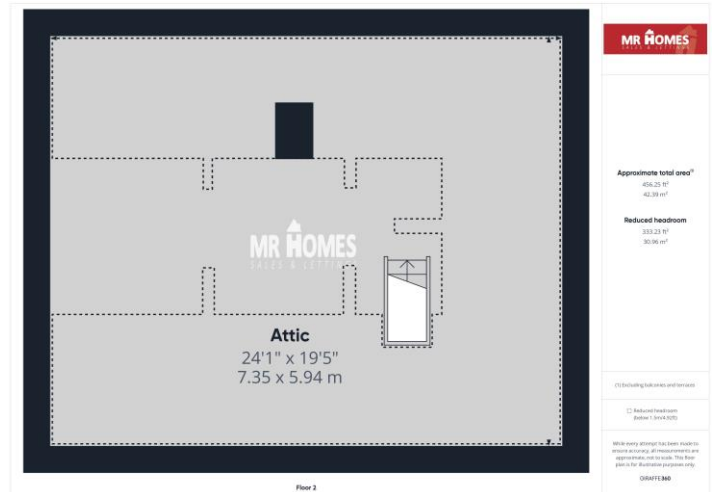 MR HOMES
SALES & LETTINGS
Attic
24'1" x 19'5"
7.35 x 5.94 m
Floor 2
MR HOMES
SALES & LETTINGS
Approximate total area⁽¹⁾
456.25 ft²
42.39 m²
Reduced headroom
333.23 ft²
30.96 m²
(1) Excluding balconies and terraces
Reduced headroom
(below 1.5m/4.92ft)
While every attempt has been made to
ensure accuracy, all measurements are
approximate, not to scale. This floor
plan is for illustrative purposes only.
GIRAFFE360